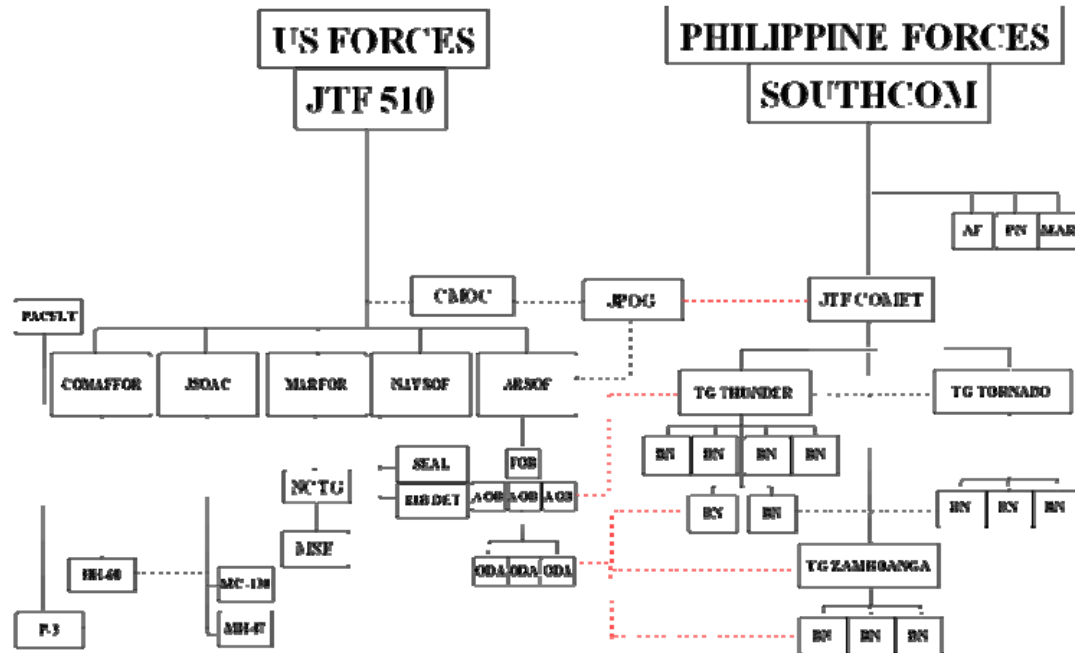 US FORCES
PHILIPPINE FORCES
JTF 510
SOUTHCOM
AF PN MAR
CMOC
JPOG
JTF COMET
PACFLT
COMAFFOR JSOAC MARFOR NAVSOF ARSOF
TG THUNDER
TG TORNADO
SEAL
FOB
BN BN BN BN
NCTG
EIB DET
AOB AOB AOB
BN BN
BN BN BN
MSF
HH-60
MC-130
ODA ODA ODA
TG ZAMBOANGA
P-3
MH-47
BN BN BN